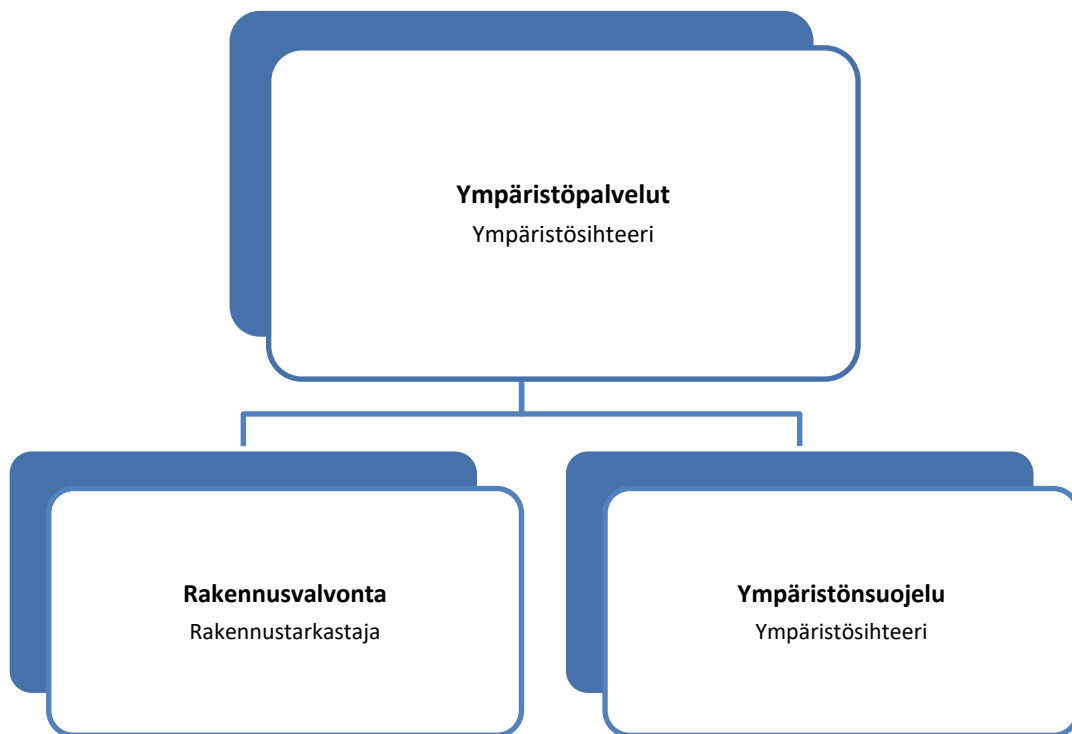 Ympäristöpalvelut
Ympäristösihteeri
Rakennusvalvonta
Rakennustarkastaja
Ympäristönsuojelu
Ympäristösihteeri